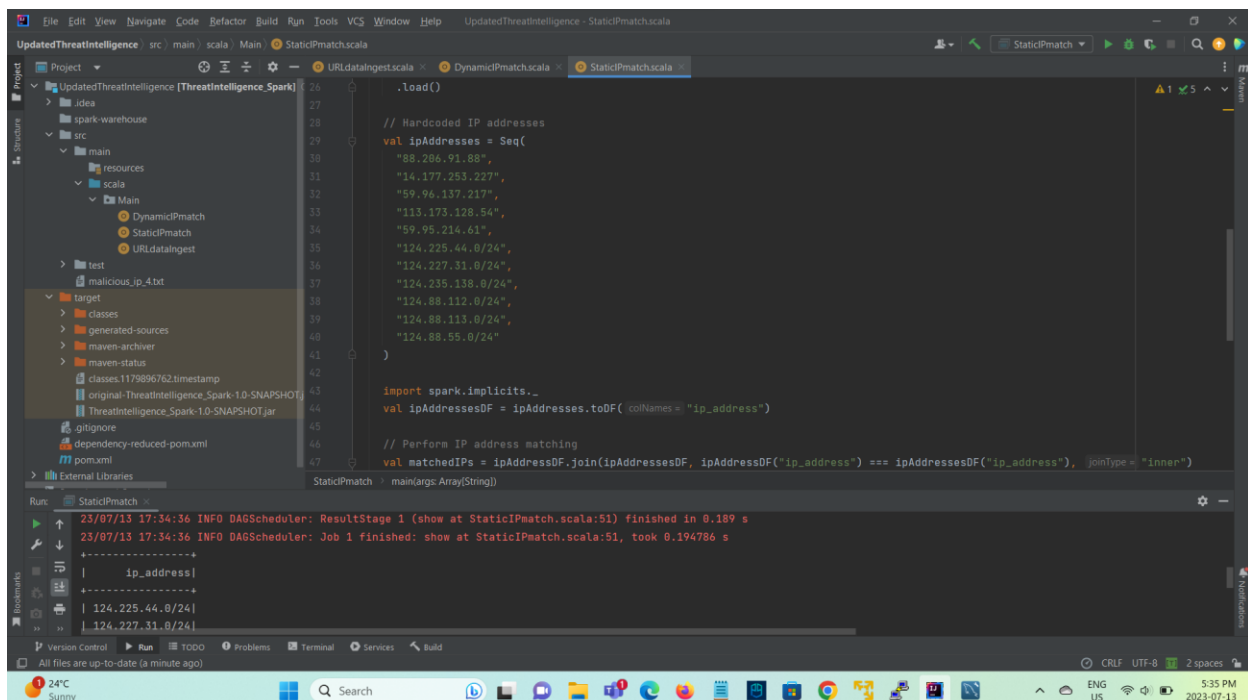 File Edit View Navigate Code Refactor Build Run Tools VCS Window Help UpdatedThreatIntelligence - StaticIPmatch.scala
UpdatedThreatIntelligence src main scala Main StaticIPmatch.scala
StaticIPmatch
Project
URLdataIngest.scala
DynamicIPmatch.scala
StaticIPmatch.scala
UpdatedThreatIntelligence [ThreatIntelligence_Spark]
.idea
spark-warehouse
src
main
resources
scala
Main
DynamicIPmatch
StaticIPmatch
URLdataIngest
test
malicious_ip_4.txt
target
classes
generated-sources
maven-archiver
maven-status
classes.1179896762.timestamp
original-ThreatIntelligence_Spark-1.0-SNAPSHOT.j
ThreatIntelligence_Spark-1.0-SNAPSHOT.jar
.gitignore
dependency-reduced-pom.xml
pom.xml
External Libraries
26 .load()
27
28 // Hardcoded IP addresses
29 val ipAddresses = Seq(
30 "88.206.91.88",
31 "14.177.253.227",
32 "59.96.137.217",
33 "113.173.128.54",
34 "59.95.214.61",
35 "124.225.44.0/24",
36 "124.227.31.0/24",
37 "124.235.138.0/24",
38 "124.88.112.0/24",
39 "124.88.113.0/24",
40 "124.88.55.0/24"
41 )
42
43 import spark.implicits._
44 val ipAddressesDF = ipAddresses.toDF( colNames = "ip_address")
45
46 // Perform IP address matching
47 val matchedIPs = ipAddressDF.join(ipAddressesDF, ipAddressDF("ip_address") === ipAddressesDF("ip_address"), joinType = "inner")
1 5
StaticIPmatch main(args: Array[String])
Project
Structure
Bookmarks
Maven
Notifications
Run: StaticIPmatch
23/07/13 17:34:36 INFO DAGScheduler: ResultStage 1 (show at StaticIPmatch.scala:51) finished in 0.189 s
23/07/13 17:34:36 INFO DAGScheduler: Job 1 finished: show at StaticIPmatch.scala:51, took 0.194786 s
+----------------+
| ip_address|
+----------------+
| 124.225.44.0/24|
| 124.227.31.0/24|
Version Control Run TODO Problems Terminal Services Build
All files are up-to-date (a minute ago)
CRLF UTF-8 2 spaces
1
24°C
Sunny
Search
ENG
US
5:35 PM
2023-07-13